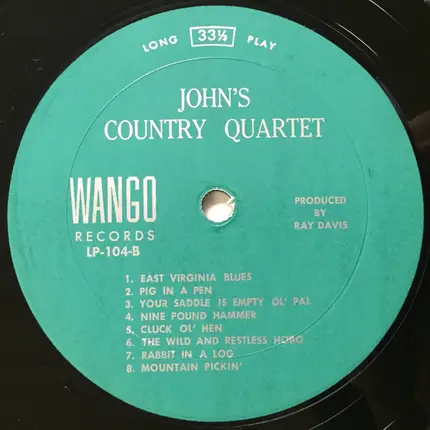 LONG 33⅓ PLAY
JOHN'S
COUNTRY QUARTET
WANGO
RECORDS
LP-104-B
PRODUCED
BY
RAY DAVIS
1. EAST VIRGINIA BLUES
2. PIG IN A PEN
3. YOUR SADDLE IS EMPTY OL' PAL
4. NINE POUND HAMMER
5. CLUCK OL' HEN
6. THE WILD AND RESTLESS HOBO
7. RABBIT IN A LOG
8. MOUNTAIN PICKIN'